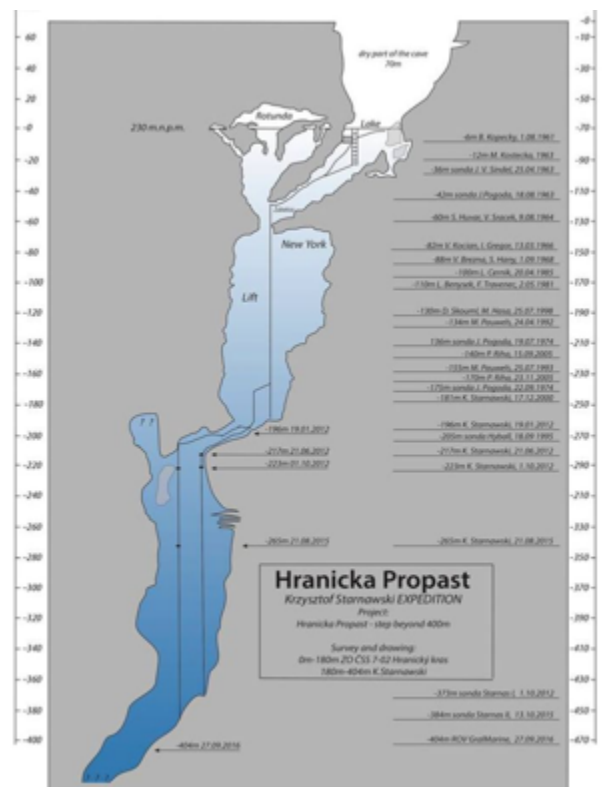 60
40
20
-0
-20
-40
-60
-80
-100
-120
-140
-160
-180
-200
-220
-240
-260
-280
-300
-320
-340
-360
-380
-400
dry part of the cave
70m
Rotunda
Lake
230 m.n.p.m.
New York
Lift
? ?
-196m 19.01.2012
-217m 21.06.2012
-223m 01.10.2012
-265m 21.08.2015
-404m 27.09.2016
? ? ?
-6m B. Kopecky, 1.08.1961
-12m M. Kostecka, 1963
-36m sonda J. V. Sindel, 25.04.1963
-42m sonda J.Pogoda, 18.08.1963
-60m S. Huvar, V. Sracek, 9.08.1964
-82m V. Kocian, I. Gregor, 13.03.1966
-88m V. Brezna, S. Hany, 1.09.1968
-100m L. Cernik, 20.04.1985
-110m L. Benysek, F. Travenec, 2.05.1981
-130m D. Skouml, M. Hasa, 25.07.1998
-134m M. Pauwels, 24.04.1992
136m sonda J. Pogoda, 19.07.1974
-140m P. Riha, 15.09.2005
-155m M. Pauwels, 25.07.1993
-170m P. Riha, 23.11.2005
-175m sonda J. Pogoda, 22.09.1974
-181m K. Starnawski, 17.12.2000
-196m K. Starnawski, 19.01.2012
-205m sonda Hyball, 18.09.1995
-217m K. Starnawski, 21.06.2012
-223m K. Starnawski, 1.10.2012
-265m K. Starnawski, 21.08.2015
Hranicka Propast
Krzysztof Starnawski EXPEDITION
Project:
Hranicka Propast - step beyond 400m
Survey and drawing:
0m-180m ZO ČSS 7-02 Hranický kras
180m-404m K.Starnawski
-373m sonda Starnas I, 1.10.2012
-384m sonda Starnas II, 13.10.2015
-404m ROV GralMarine, 27.09.2016
-0
-10
-30
-50
-70
-90
-110
-130
-150
-170
-190
-210
-230
-250
-270
-290
-310
-330
-350
-370
-390
-410
-430
-450
-470